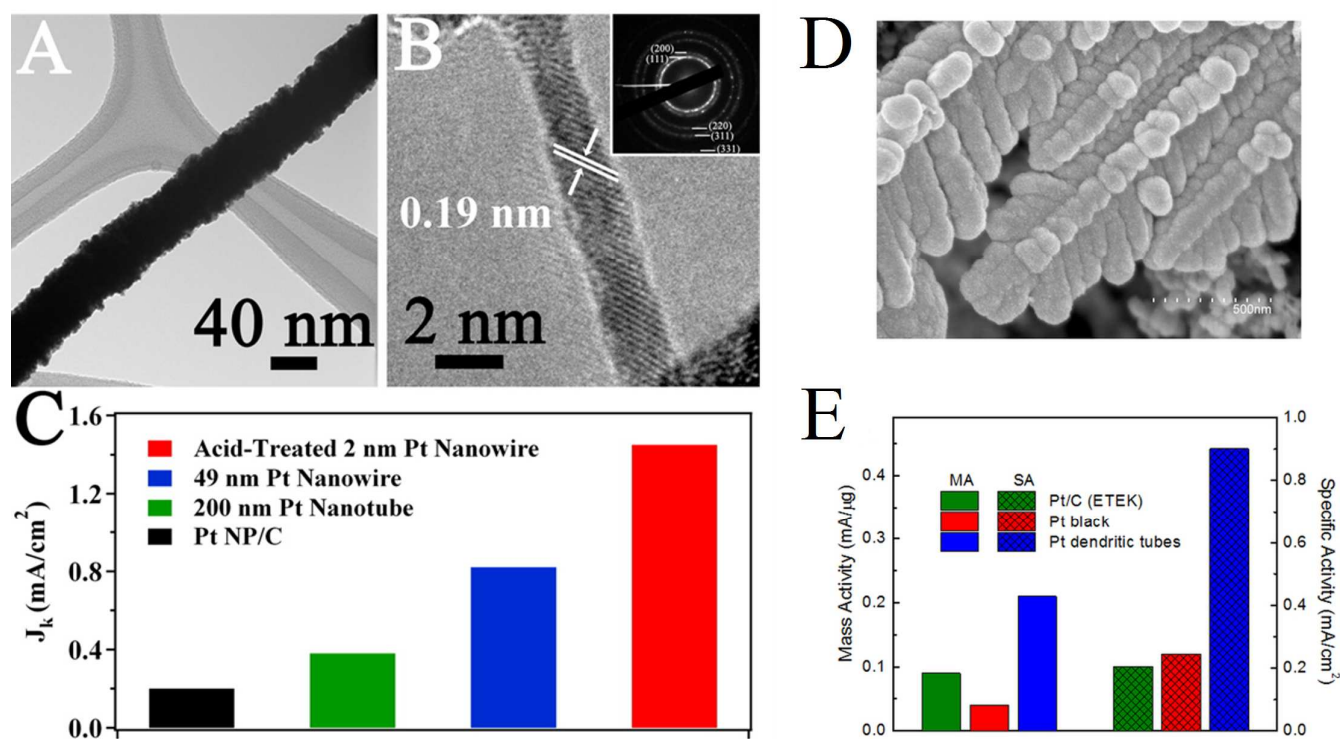 A
40 nm
B
(200)
(111)
(220)
(311)
(331)
0.19 nm
2 nm
D
500nm
C
1.6
1.2
0.8
0.4
0.0
J_k (mA/cm²)
Acid-Treated 2 nm Pt Nanowire
49 nm Pt Nanowire
200 nm Pt Nanotube
Pt NP/C
E
Mass Activity (mA/µg)
0.4
0.3
0.2
0.1
0.0
MA SA
Pt/C (ETEK)
Pt black
Pt dendritic tubes
1.0
0.8
0.6
0.4
0.2
0.0
Specific Activity (mA/cm²)